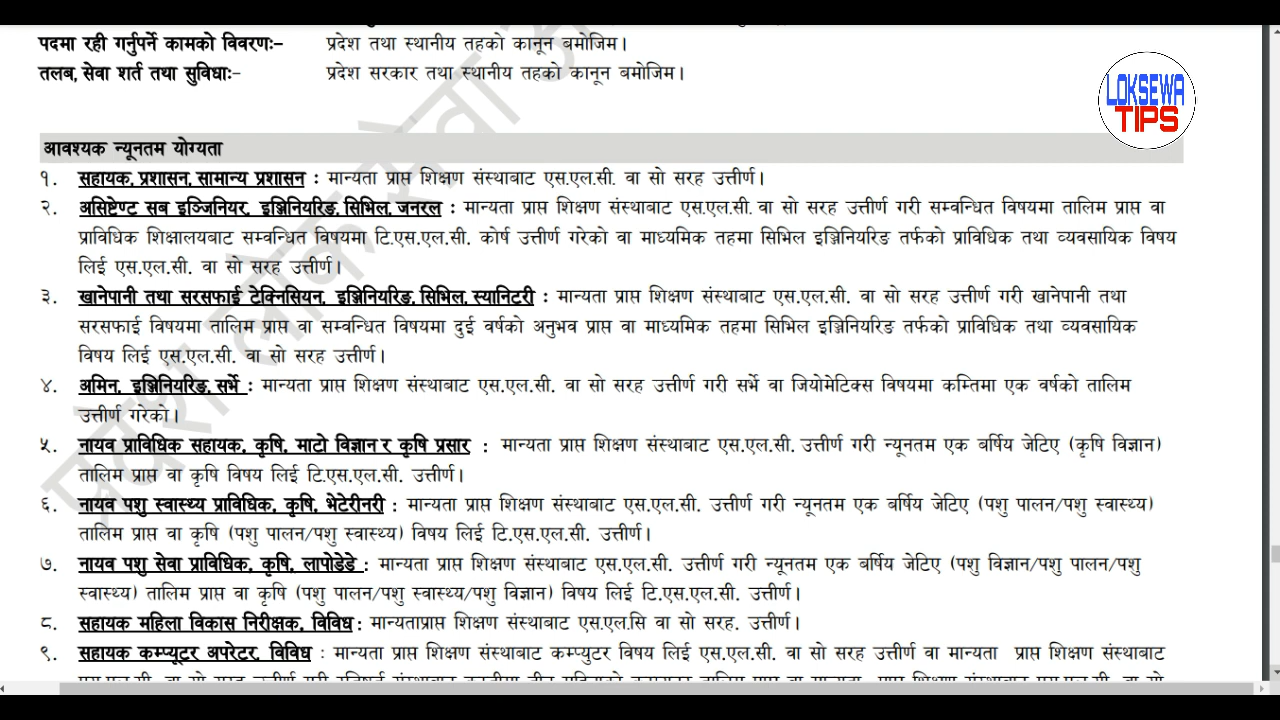 पदमा रही गर्नुपर्ने कामको विवरणः- प्रदेश तथा स्थानीय तहको कानून बमोजिम।
तलब, सेवा शर्त तथा सुविधाः- प्रदेश सरकार तथा स्थानीय तहको कानून बमोजिम।
LOKSEWA
TIPS
आवश्यक न्यूनतम योग्यता
१. सहायक, प्रशासन, सामान्य प्रशासन : मान्यता प्राप्त शिक्षण संस्थाबाट एस.एल.सी. वा सो सरह उत्तीर्ण।
२. असिष्टेण्ट सब इञ्जिनियर, इञ्जिनियरिङ, सिभिल, जनरल : मान्यता प्राप्त शिक्षण संस्थाबाट एस.एल.सी. वा सो सरह उत्तीर्ण गरी सम्वन्धित विषयमा तालिम प्राप्त वा
प्राविधिक शिक्षालयबाट सम्वन्धित विषयमा टि.एस.एल.सी. कोर्ष उत्तीर्ण गरेको वा माध्यमिक तहमा सिभिल इञ्जिनियरिङ तर्फको प्राविधिक तथा व्यवसायिक विषय
लिई एस.एल.सी. वा सो सरह उत्तीर्ण।
३. खानेपानी तथा सरसफाई टेक्निसियन, इञ्जिनियरिङ, सिभिल, स्यानिटरी : मान्यता प्राप्त शिक्षण संस्थाबाट एस.एल.सी. वा सो सरह उत्तीर्ण गरी खानेपानी तथा
सरसफाई विषयमा तालिम प्राप्त वा सम्वन्धित विषयमा दुई वर्षको अनुभव प्राप्त वा माध्यमिक तहमा सिभिल इञ्जिनियरिङ तर्फको प्राविधिक तथा व्यवसायिक
विषय लिई एस.एल.सी. वा सो सरह उत्तीर्ण।
४. अमिन, इञ्जिनियरिङ, सर्भे : मान्यता प्राप्त शिक्षण संस्थाबाट एस.एल.सी. वा सो सरह उत्तीर्ण गरी सर्भे वा जियोमेटिक्स विषयमा कम्तिमा एक वर्षको तालिम
उत्तीर्ण गरेको।
५. नायव प्राविधिक सहायक, कृषि, माटो विज्ञान र कृषि प्रसार : मान्यता प्राप्त शिक्षण संस्थाबाट एस.एल.सी. उत्तीर्ण गरी न्यूनतम एक बर्षिय जेटिए (कृषि विज्ञान)
तालिम प्राप्त वा कृषि विषय लिई टि.एस.एल.सी. उत्तीर्ण।
६. नायव पशु स्वास्थ्य प्राविधिक, कृषि, भेटेरीनरी : मान्यता प्राप्त शिक्षण संस्थाबाट एस.एल.सी. उत्तीर्ण गरी न्यूनतम एक बर्षिय जेटिए (पशु पालन/पशु स्वास्थ्य)
तालिम प्राप्त वा कृषि (पशु पालन/पशु स्वास्थ्य) विषय लिई टि.एस.एल.सी. उत्तीर्ण।
७. नायव पशु सेवा प्राविधिक, कृषि, लापोडेडे : मान्यता प्राप्त शिक्षण संस्थाबाट एस.एल.सी. उत्तीर्ण गरी न्यूनतम एक बर्षिय जेटिए (पशु विज्ञान/पशु पालन/पशु
स्वास्थ्य) तालिम प्राप्त वा कृषि (पशु पालन/पशु स्वास्थ्य/पशु विज्ञान) विषय लिई टि.एस.एल.सी. उत्तीर्ण।
८. सहायक महिला विकास निरीक्षक, विविध : मान्यताप्राप्त शिक्षण संस्थाबाट एस.एल.सि वा सो सरह. उत्तीर्ण।
९. सहायक कम्प्यूटर अपरेटर, विविध : मान्यता प्राप्त शिक्षण संस्थाबाट कम्प्युटर विषय लिई एस.एल.सी. वा सो सरह उत्तीर्ण वा मान्यता प्राप्त शिक्षण संस्थाबाट
प्रदेश लोक सेवा